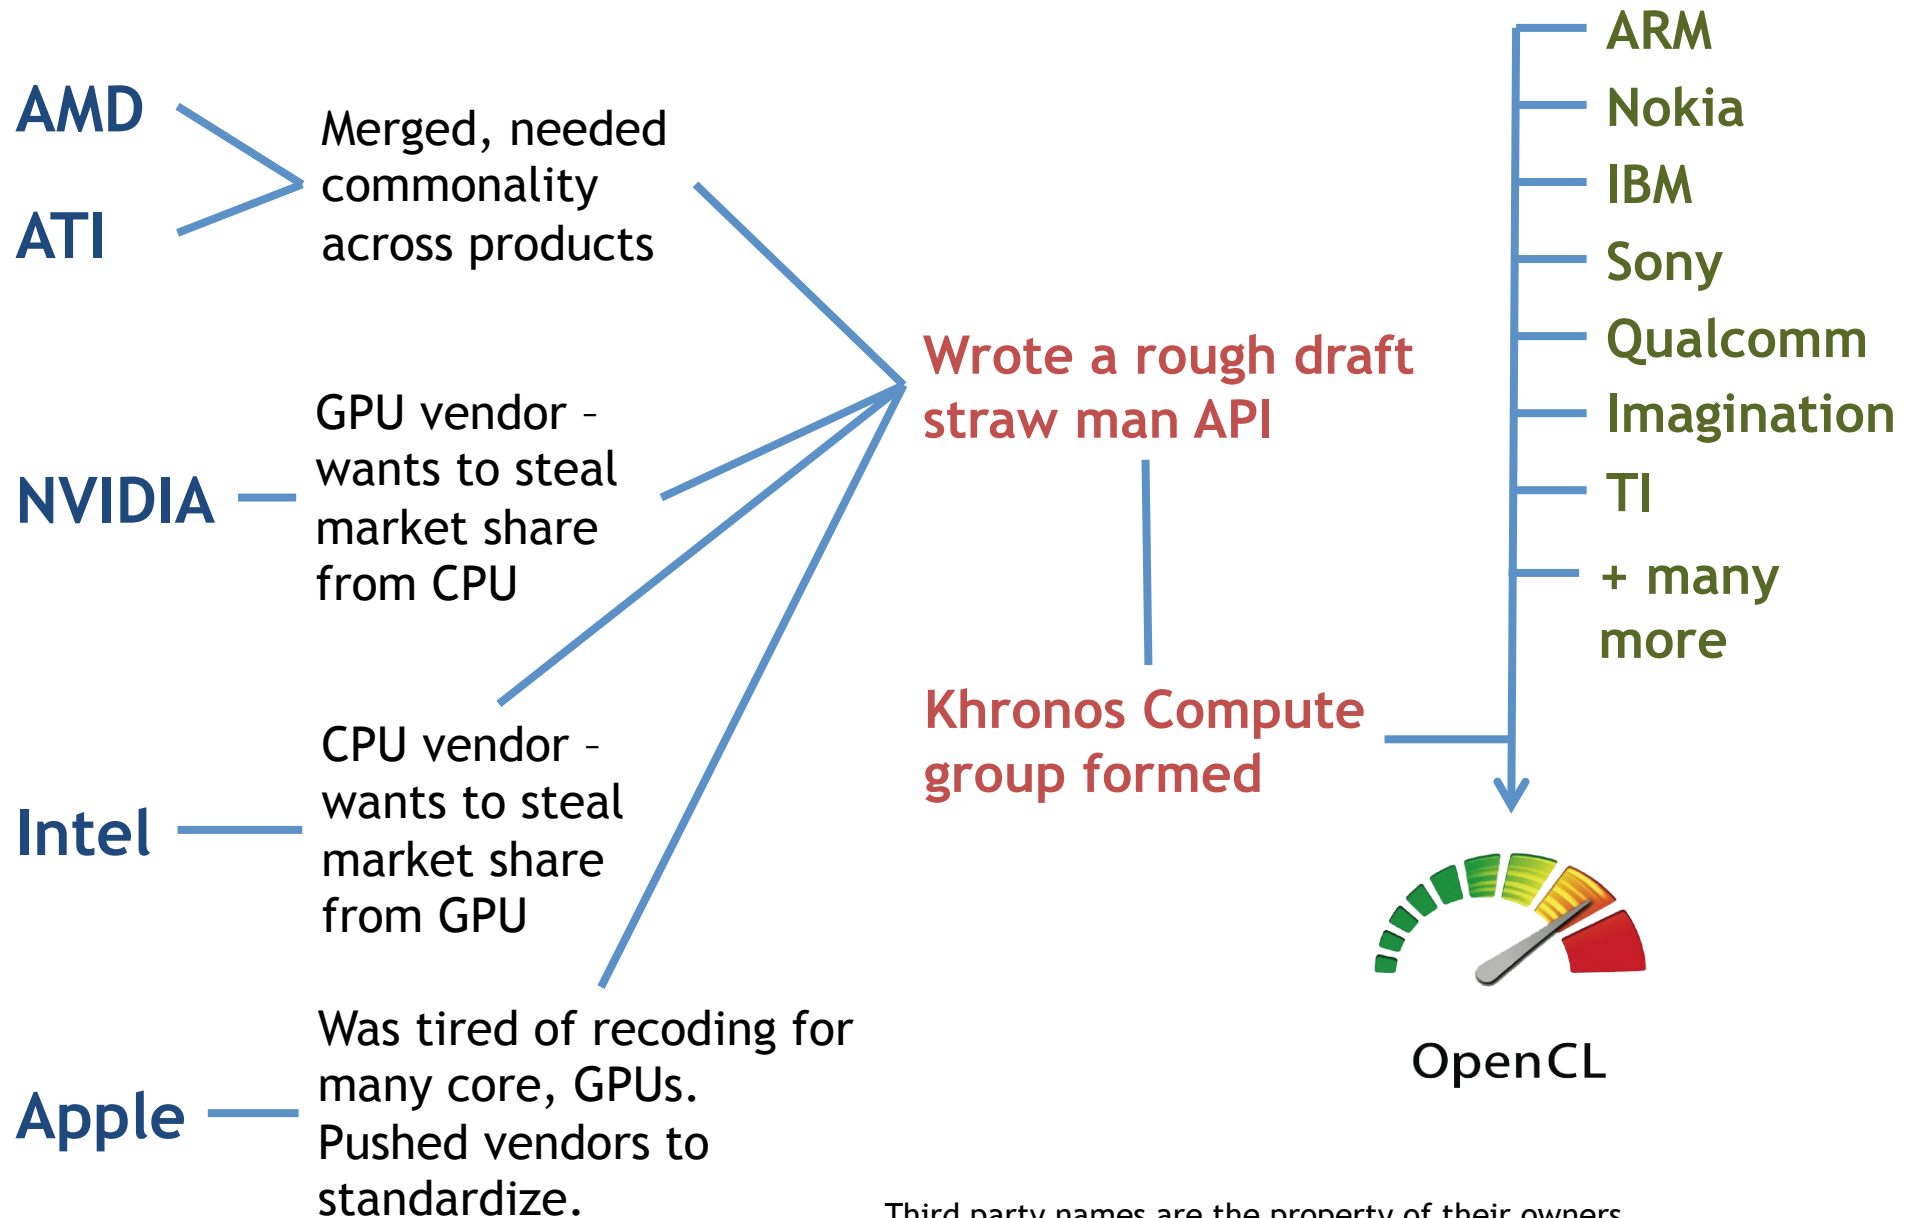 AMD
ATI
Merged, needed
commonality
across products
NVIDIA
GPU vendor –
wants to steal
market share
from CPU
Intel
CPU vendor –
wants to steal
market share
from GPU
Apple
Was tired of recoding for
many core, GPUs.
Pushed vendors to
standardize.
Wrote a rough draft
straw man API
Khronos Compute
group formed
ARM
Nokia
IBM
Sony
Qualcomm
Imagination
TI
+ many
more
OpenCL
Third party names are the property of their owners